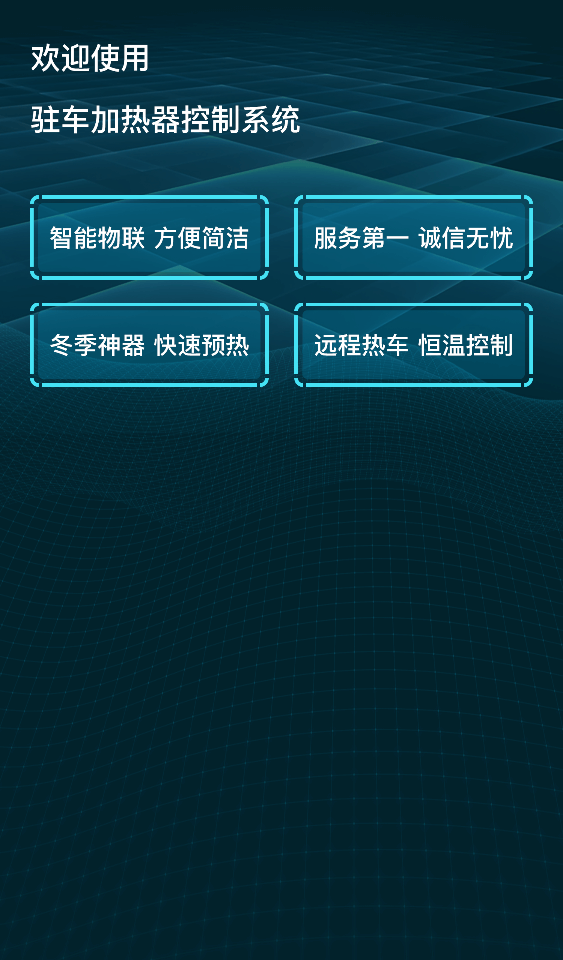 欢迎使用
驻车加热器控制系统
智能物联 方便简洁
服务第一 诚信无忧
冬季神器 快速预热
远程热车 恒温控制